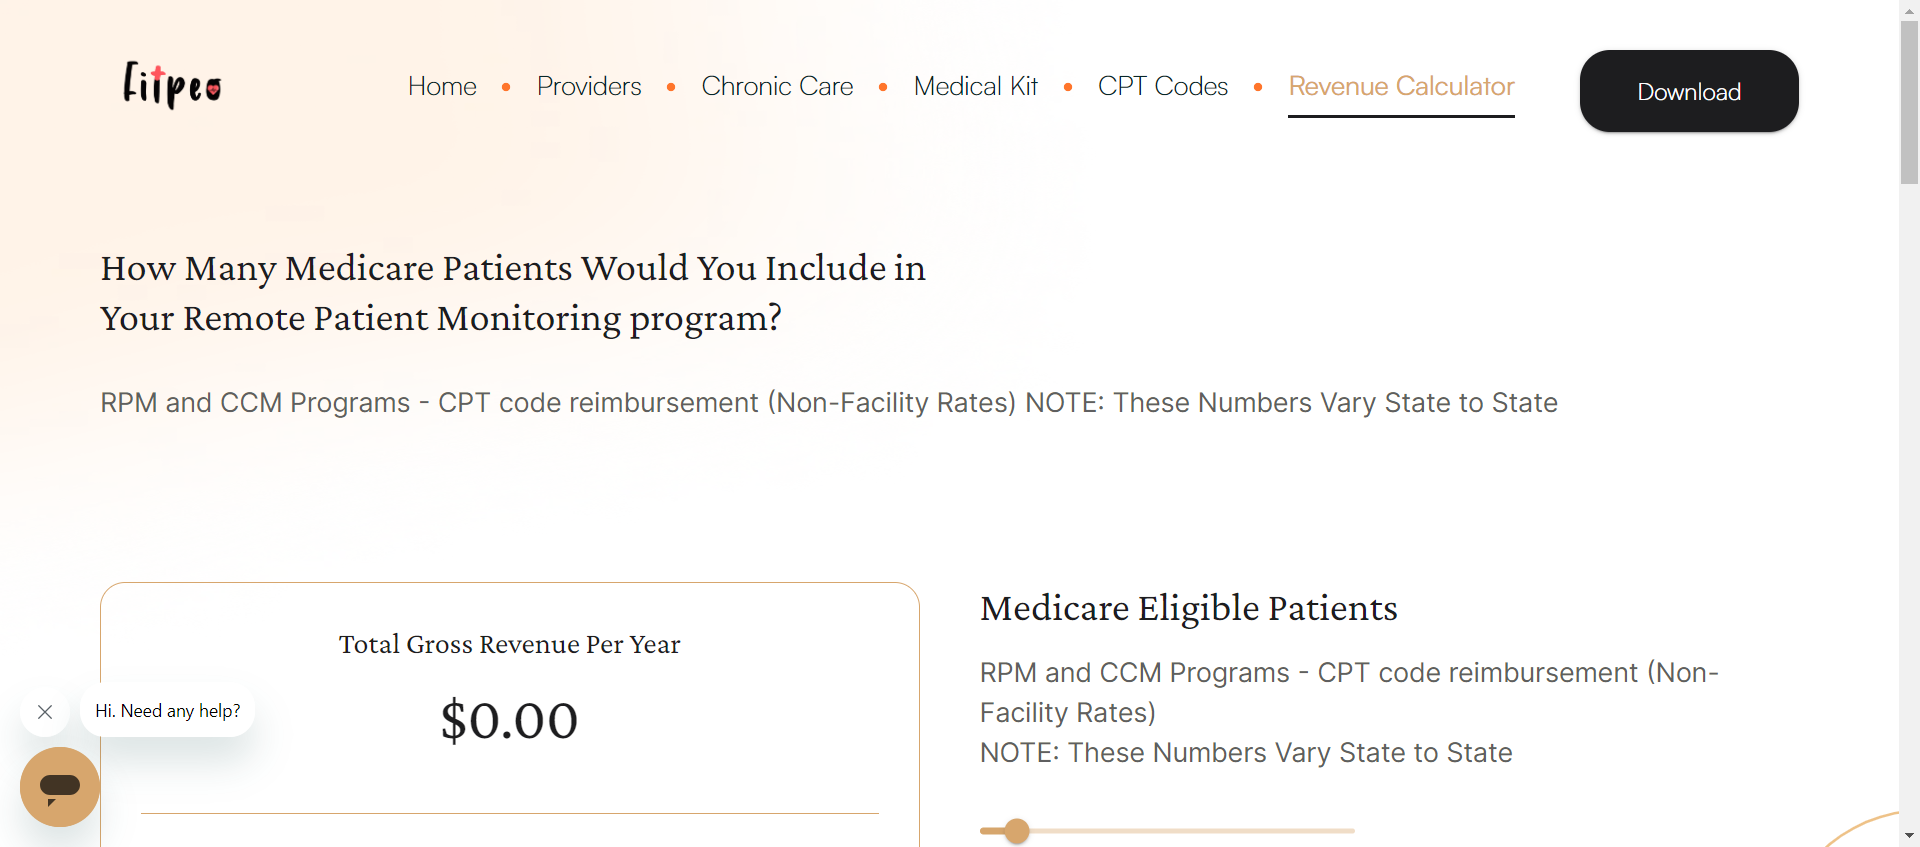 Fitpeo
Home
Providers
Chronic Care
Medical Kit
CPT Codes
Revenue Calculator
Download
How Many Medicare Patients Would You Include in
Your Remote Patient Monitoring program?
RPM and CCM Programs - CPT code reimbursement (Non-Facility Rates) NOTE: These Numbers Vary State to State
Total Gross Revenue Per Year
$0.00
Medicare Eligible Patients
RPM and CCM Programs - CPT code reimbursement (Non-
Facility Rates)
NOTE: These Numbers Vary State to State
Hi. Need any help?